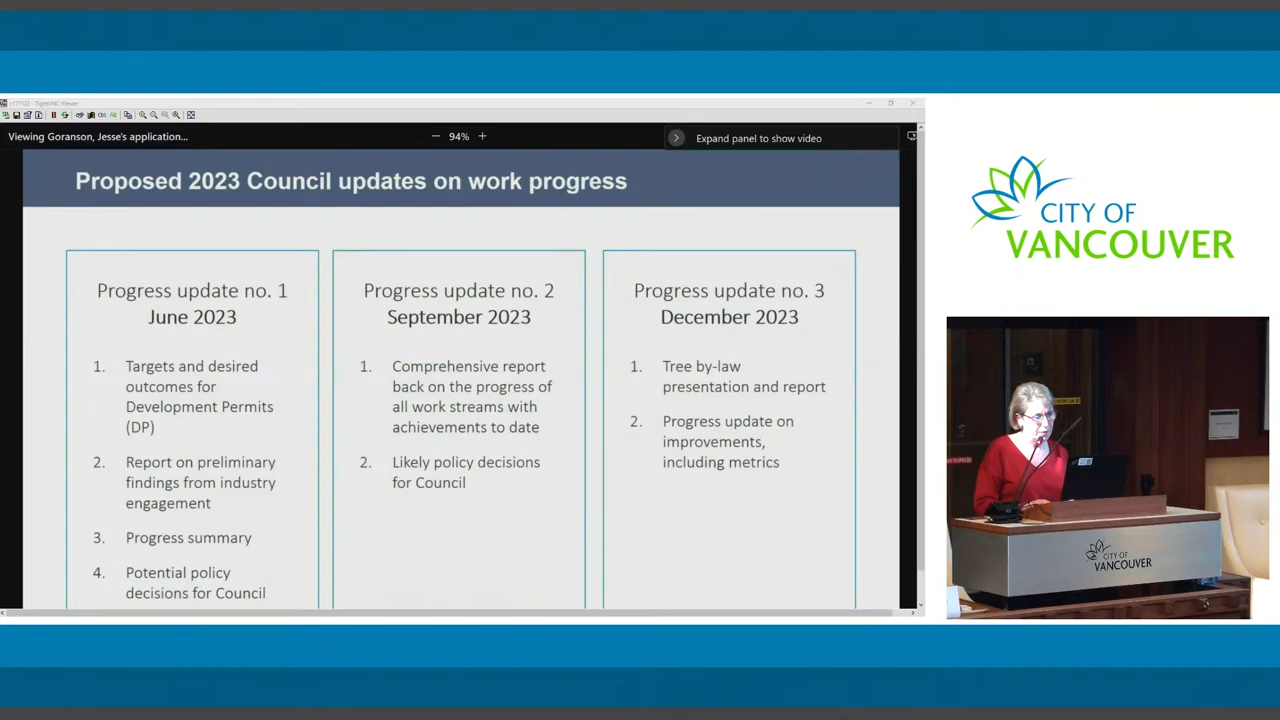 Viewing Goranson, Jesse's application...
94%
Expand panel to show video
Proposed 2023 Council updates on work progress
Progress update no. 1
June 2023
1. Targets and desired
outcomes for
Development Permits
(DP)
2. Report on preliminary
findings from industry
engagement
3. Progress summary
4. Potential policy
decisions for Council
Progress update no. 2
September 2023
1. Comprehensive report
back on the progress of
all work streams with
achievements to date
2. Likely policy decisions
for Council
Progress update no. 3
December 2023
1. Tree by-law
presentation and report
2. Progress update on
improvements,
including metrics
CITY OF
VANCOUVER
CITY OF
VANCOUVER